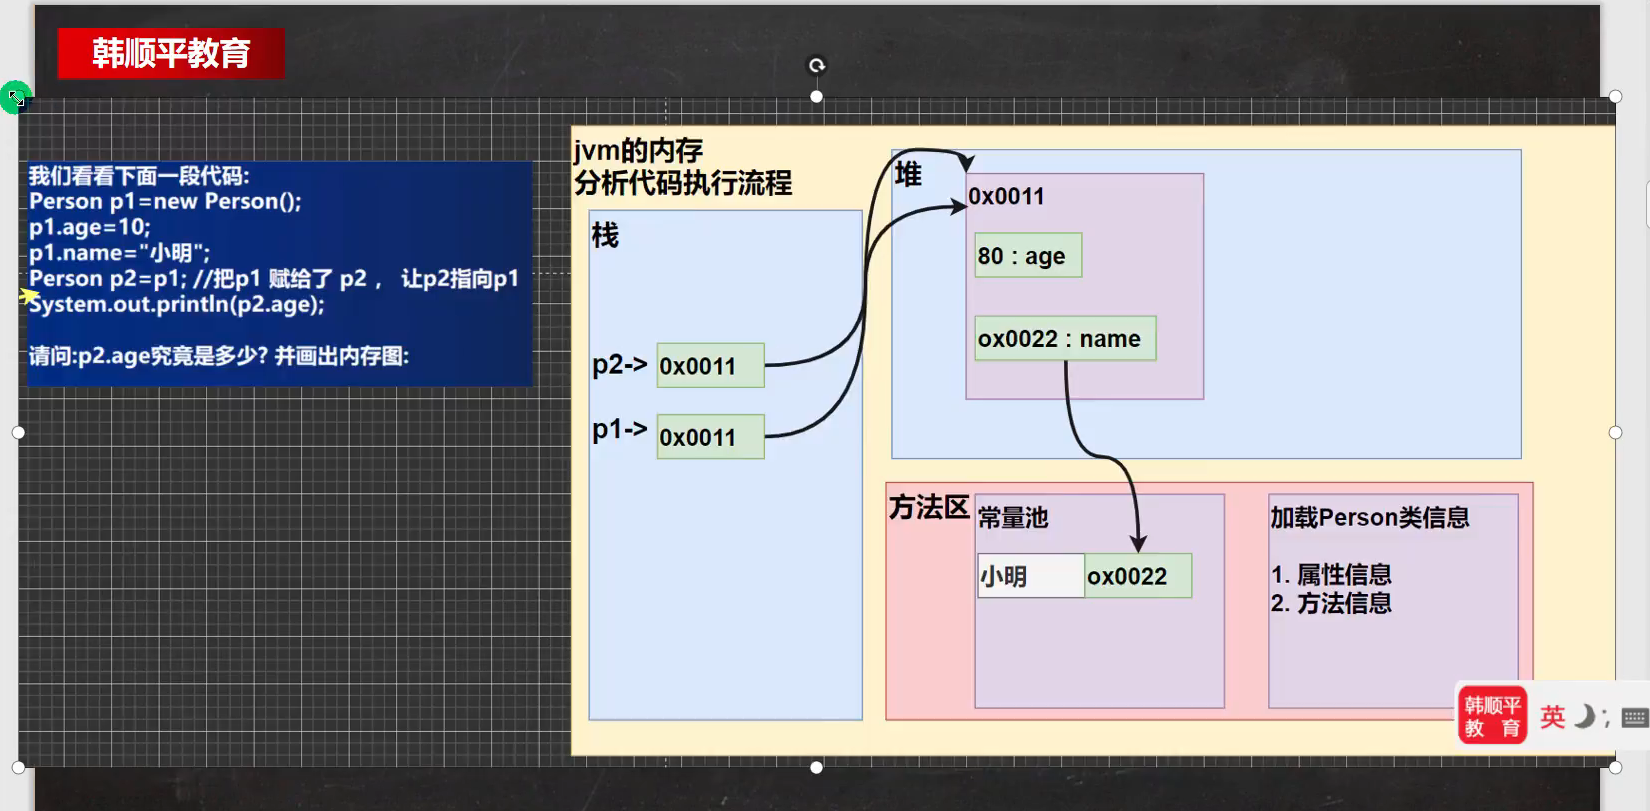 韩顺平教育
我们看看下面一段代码:
Person p1=new Person();
p1.age=10;
p1.name="小明";
Person p2=p1; //把p1 赋给了 p2 ， 让p2指向p1
System.out.println(p2.age);
请问:p2.age究竟是多少? 并画出内存图:
jvm的内存
分析代码执行流程
栈
p2->
0x0011
p1->
0x0011
堆
0x0011
80 : age
ox0022 : name
方法区
常量池
小明
ox0022
加载Person类信息
1. 属性信息
2. 方法信息
韩顺平
教 育
英